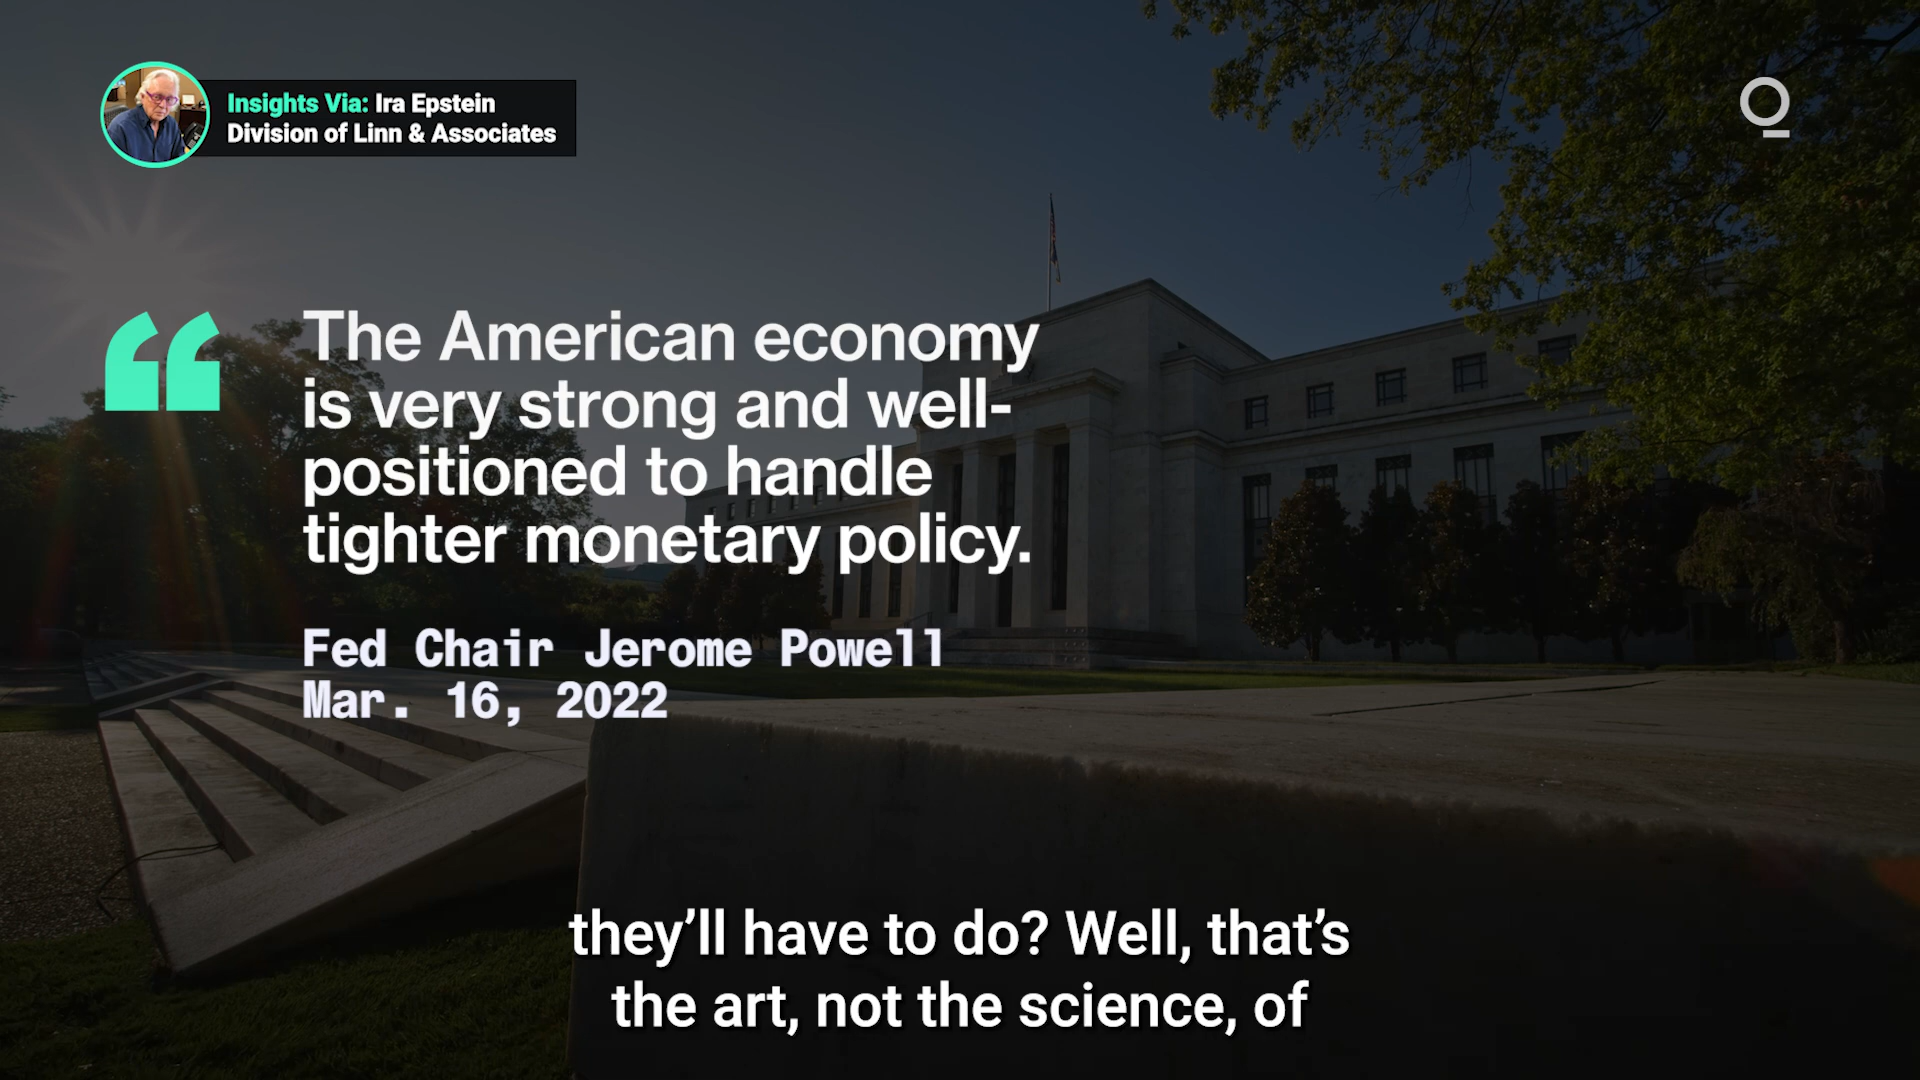 Insights Via: Ira Epstein
Division of Linn & Associates
“
The American economy
is very strong and well-
positioned to handle
tighter monetary policy.
Fed Chair Jerome Powell
Mar. 16, 2022
they’ll have to do? Well, that’s
the art, not the science, of